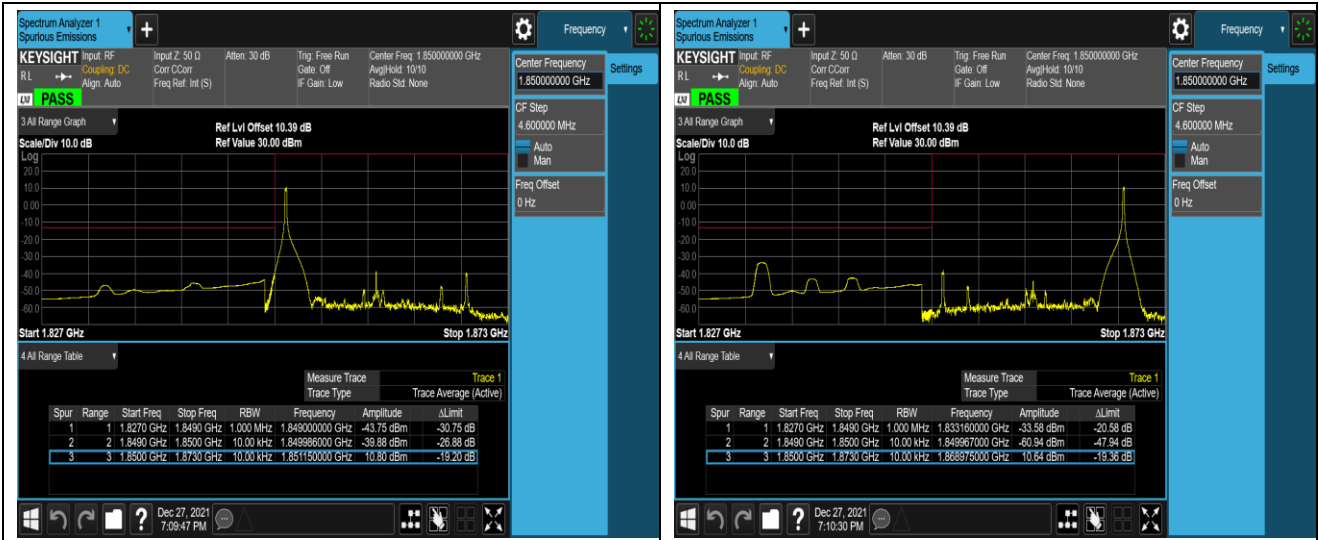 Spectrum Analyzer 1
Spurious Emissions
+
Frequency
KEYSIGHT Input: RF Input Z: 50 Ω Atten: 30 dB Trig: Free Run Center Freq: 1.850000000 GHz
Coupling: DC Corr CCorr Gate: Off Avg|Hold: 10/10
RL Align: Auto Freq Ref: Int (S) IF Gain: Low Radio Std: None
LXI PASS
Center Frequency
1.850000000 GHz
Settings
CF Step
4.600000 MHz
Auto
Man
Freq Offset
0 Hz
3 All Range Graph
Ref Lvl Offset 10.39 dB
Scale/Div 10.0 dB Ref Value 30.00 dBm
Log
20.0
10.0
0.00
-10.0
-20.0
-30.0
-40.0
-50.0
-60.0
Start 1.827 GHz Stop 1.873 GHz
4 All Range Table
Measure Trace Trace 1
Trace Type Trace Average (Active)
Spur Range Start Freq Stop Freq RBW Frequency Amplitude ΔLimit
1 1 1.8270 GHz 1.8490 GHz 1.000 MHz 1.849000000 GHz -43.75 dBm -30.75 dB
2 2 1.8490 GHz 1.8500 GHz 10.00 kHz 1.849986000 GHz -39.88 dBm -26.88 dB
3 3 1.8500 GHz 1.8730 GHz 10.00 kHz 1.851150000 GHz 10.80 dBm -19.20 dB
?
Dec 27, 2021
7:09:47 PM
Spectrum Analyzer 1
Spurious Emissions
+
Frequency
KEYSIGHT Input: RF Input Z: 50 Ω Atten: 30 dB Trig: Free Run Center Freq: 1.850000000 GHz
Coupling: DC Corr CCorr Gate: Off Avg|Hold: 10/10
RL Align: Auto Freq Ref: Int (S) IF Gain: Low Radio Std: None
LXI PASS
Center Frequency
1.850000000 GHz
Settings
CF Step
4.600000 MHz
Auto
Man
Freq Offset
0 Hz
3 All Range Graph
Ref Lvl Offset 10.39 dB
Scale/Div 10.0 dB Ref Value 30.00 dBm
Log
20.0
10.0
0.00
-10.0
-20.0
-30.0
-40.0
-50.0
-60.0
Start 1.827 GHz Stop 1.873 GHz
4 All Range Table
Measure Trace Trace 1
Trace Type Trace Average (Active)
Spur Range Start Freq Stop Freq RBW Frequency Amplitude ΔLimit
1 1 1.8270 GHz 1.8490 GHz 1.000 MHz 1.833160000 GHz -33.58 dBm -20.58 dB
2 2 1.8490 GHz 1.8500 GHz 10.00 kHz 1.849967000 GHz -60.94 dBm -47.94 dB
3 3 1.8500 GHz 1.8730 GHz 10.00 kHz 1.868975000 GHz 10.64 dBm -19.36 dB
?
Dec 27, 2021
7:10:30 PM